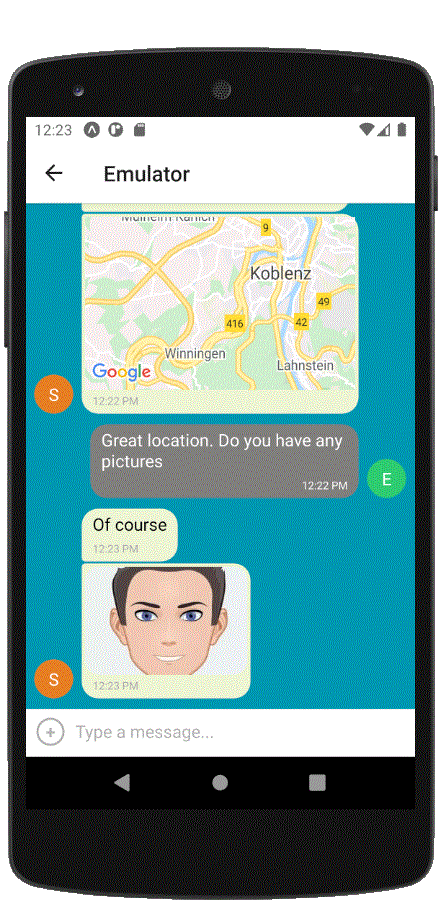 12:23
Emulator
Mülheim-Kärlich
9
Koblenz
49
416
42
Winningen
Lahnstein
Google
12:22 PM
S
Great location. Do you have any
pictures
12:22 PM
E
Of course
12:23 PM
12:23 PM
S
Type a message...